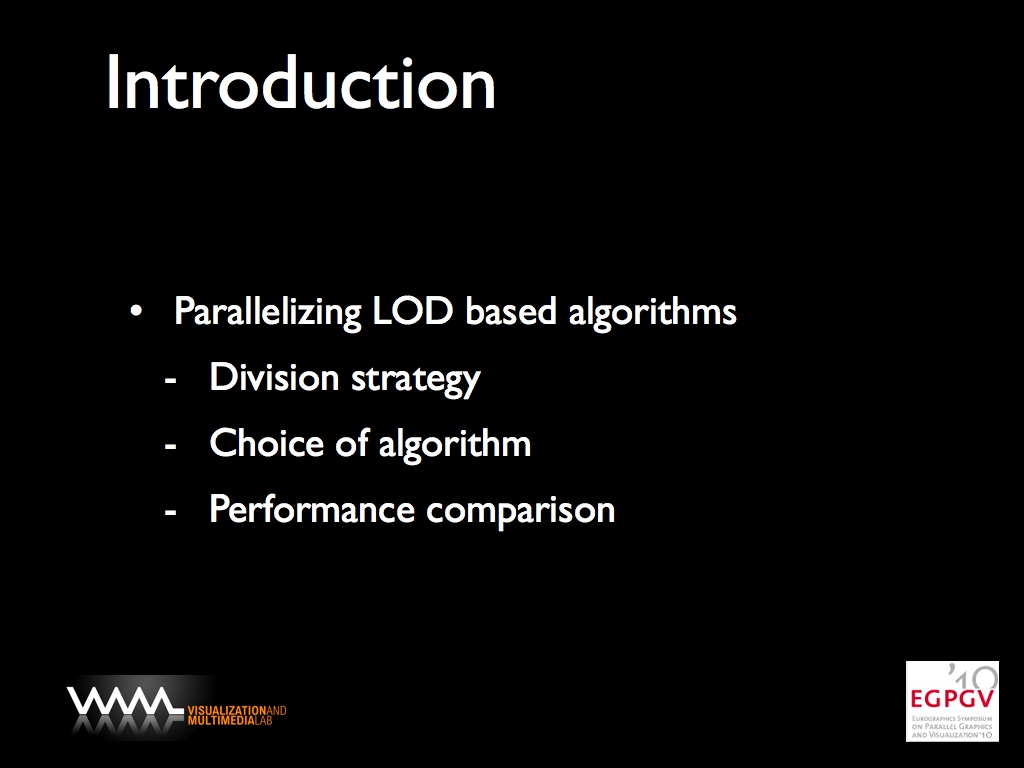 Introduction
• Parallelizing LOD based algorithms
- Division strategy
- Choice of algorithm
- Performance comparison
VMML
VISUALIZATIONAND
MULTIMEDIALAB
'10
EGPGV
EUROGRAPHICS SYMPOSIUM
ON PARALLEL GRAPHICS
AND VISUALIZATION'10